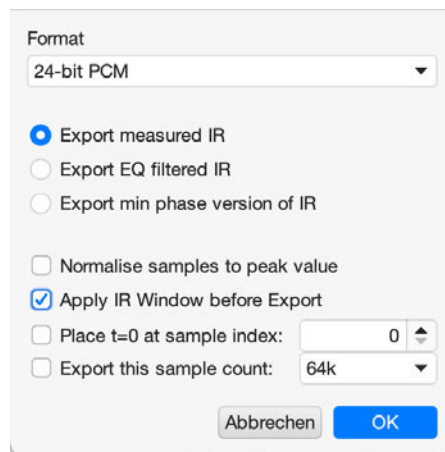 Format
24-bit PCM
Export measured IR
Export EQ filtered IR
Export min phase version of IR
Normalise samples to peak value
Apply IR Window before Export
Place t=0 at sample index: 0
Export this sample count: 64k
Abbrechen OK